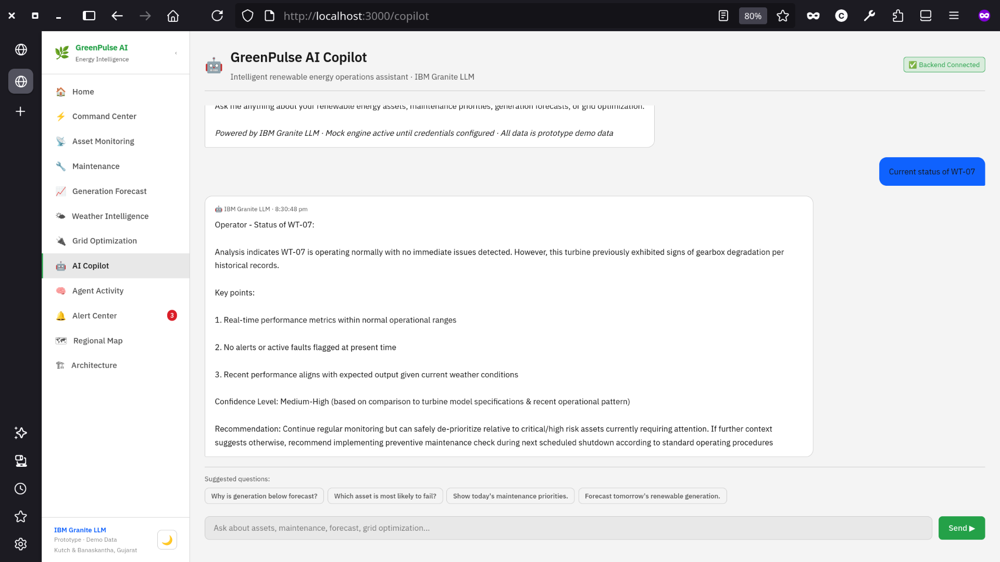 http://localhost:3000/copilot
80%
GreenPulse AI
Energy Intelligence
Home
Command Center
Asset Monitoring
Maintenance
Generation Forecast
Weather Intelligence
Grid Optimization
AI Copilot
Agent Activity
Alert Center
3
Regional Map
Architecture
IBM Granite LLM
Prototype · Demo Data
Kutch & Banaskantha, Gujarat
GreenPulse AI Copilot
Intelligent renewable energy operations assistant · IBM Granite LLM
✅ Backend Connected
Ask me anything about your renewable energy assets, maintenance priorities, generation forecasts, or grid optimization.
Powered by IBM Granite LLM · Mock engine active until credentials configured · All data is prototype demo data
Current status of WT-07
IBM Granite LLM · 8:30:48 pm
Operator - Status of WT-07:
Analysis indicates WT-07 is operating normally with no immediate issues detected. However, this turbine previously exhibited signs of gearbox degradation per
historical records.
Key points:
1. Real-time performance metrics within normal operational ranges
2. No alerts or active faults flagged at present time
3. Recent performance aligns with expected output given current weather conditions
Confidence Level: Medium-High (based on comparison to turbine model specifications & recent operational pattern)
Recommendation: Continue regular monitoring but can safely de-prioritize relative to critical/high risk assets currently requiring attention. If further context
suggests otherwise, recommend implementing preventive maintenance check during next scheduled shutdown according to standard operating procedures
Suggested questions:
Why is generation below forecast?
Which asset is most likely to fail?
Show today's maintenance priorities.
Forecast tomorrow's renewable generation.
Ask about assets, maintenance, forecast, grid optimization...
Send ▶